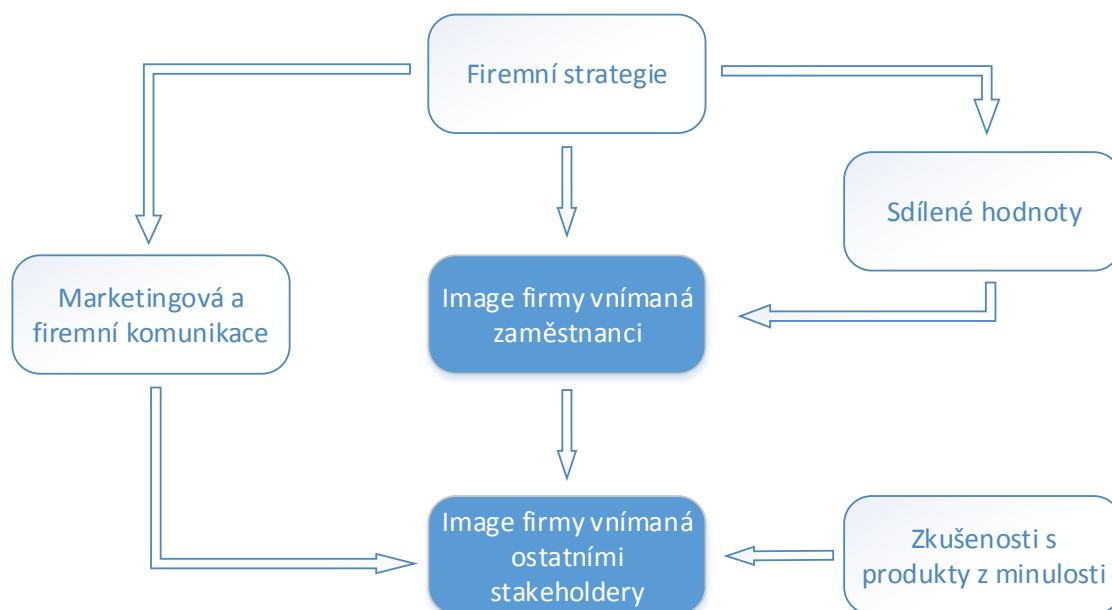 Firemní strategie
Sdílené hodnoty
Marketingová a
firemní komunikace
Image firmy vnímaná
zaměstnanci
Image firmy vnímaná
ostatními
stakeholdery
Zkušenosti s
produkty z minulosti